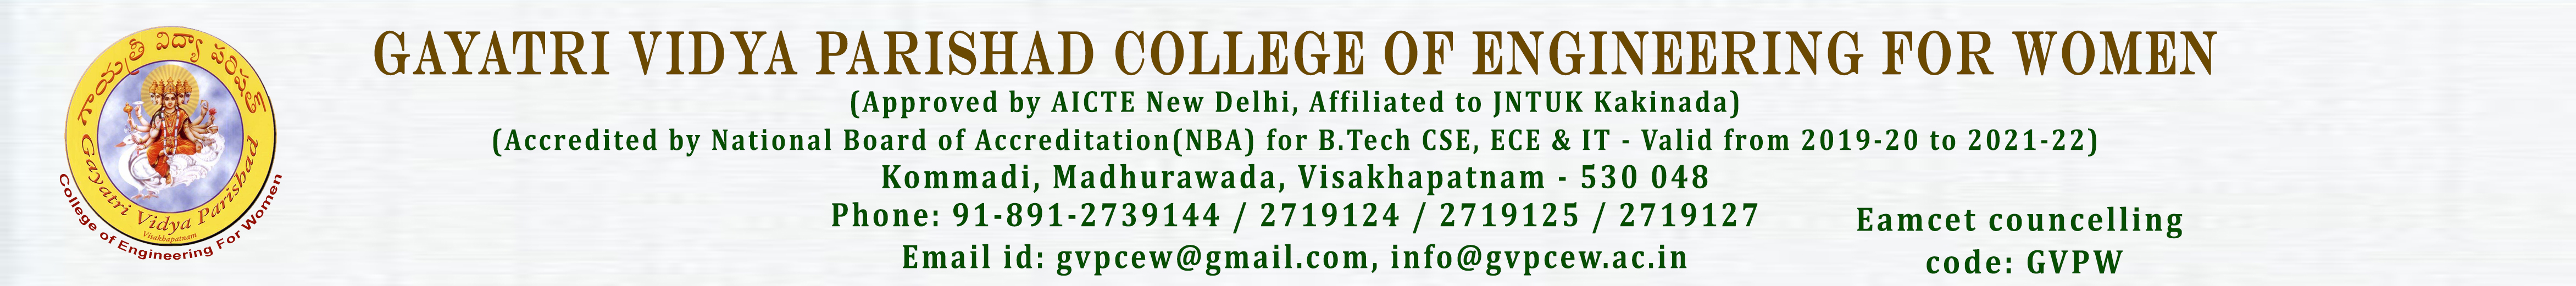 గాయత్రీ విద్యా పరిషత్
Gayatri Vidya Parishad
Visakhapatnam
College of Engineering For Women
GAYATRI VIDYA PARISHAD COLLEGE OF ENGINEERING FOR WOMEN
(Approved by AICTE New Delhi, Affiliated to JNTUK Kakinada)
(Accredited by National Board of Accreditation(NBA) for B.Tech CSE, ECE & IT - Valid from 2019-20 to 2021-22)
Kommadi, Madhurawada, Visakhapatnam - 530 048
Phone: 91-891-2739144 / 2719124 / 2719125 / 2719127
Email id: gvpcew@gmail.com, info@gvpcew.ac.in
Eamcet councelling
code: GVPW